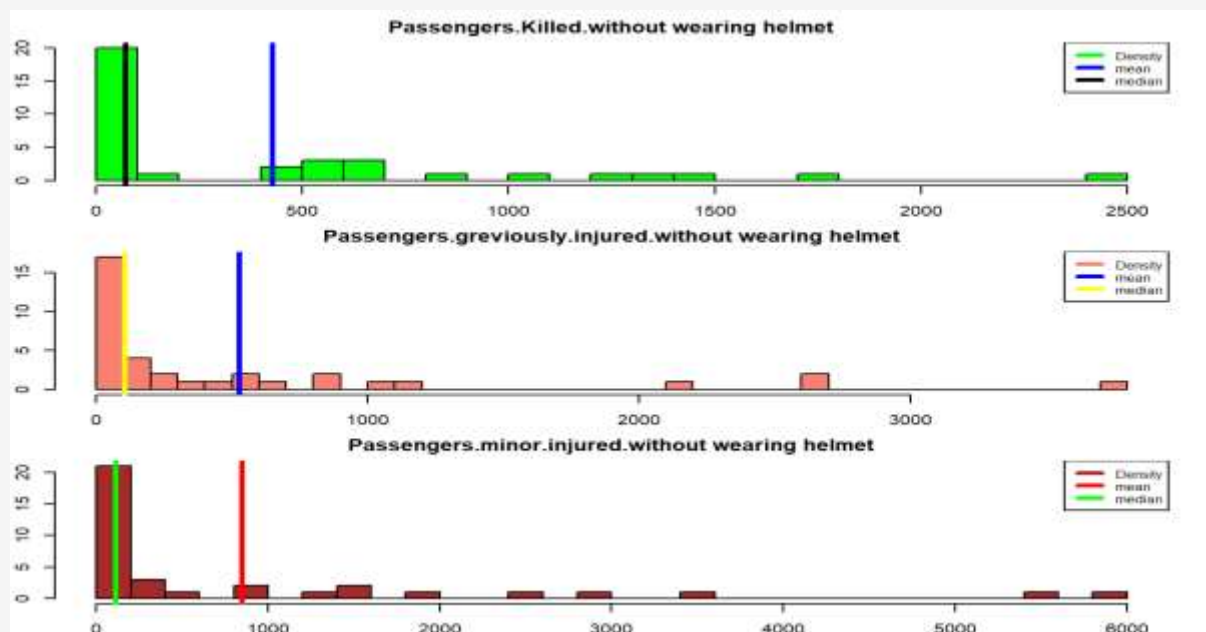 Passengers.Killed.without wearing helmet
20
15
10
5
0
Density
mean
median
0 500 1000 1500 2000 2500
Passengers.greviously.injured.without wearing helmet
15
10
5
0
Density
mean
median
0 1000 2000 3000
Passengers.minor.injured.without wearing helmet
20
15
10
5
0
Density
mean
median
0 1000 2000 3000 4000 5000 6000